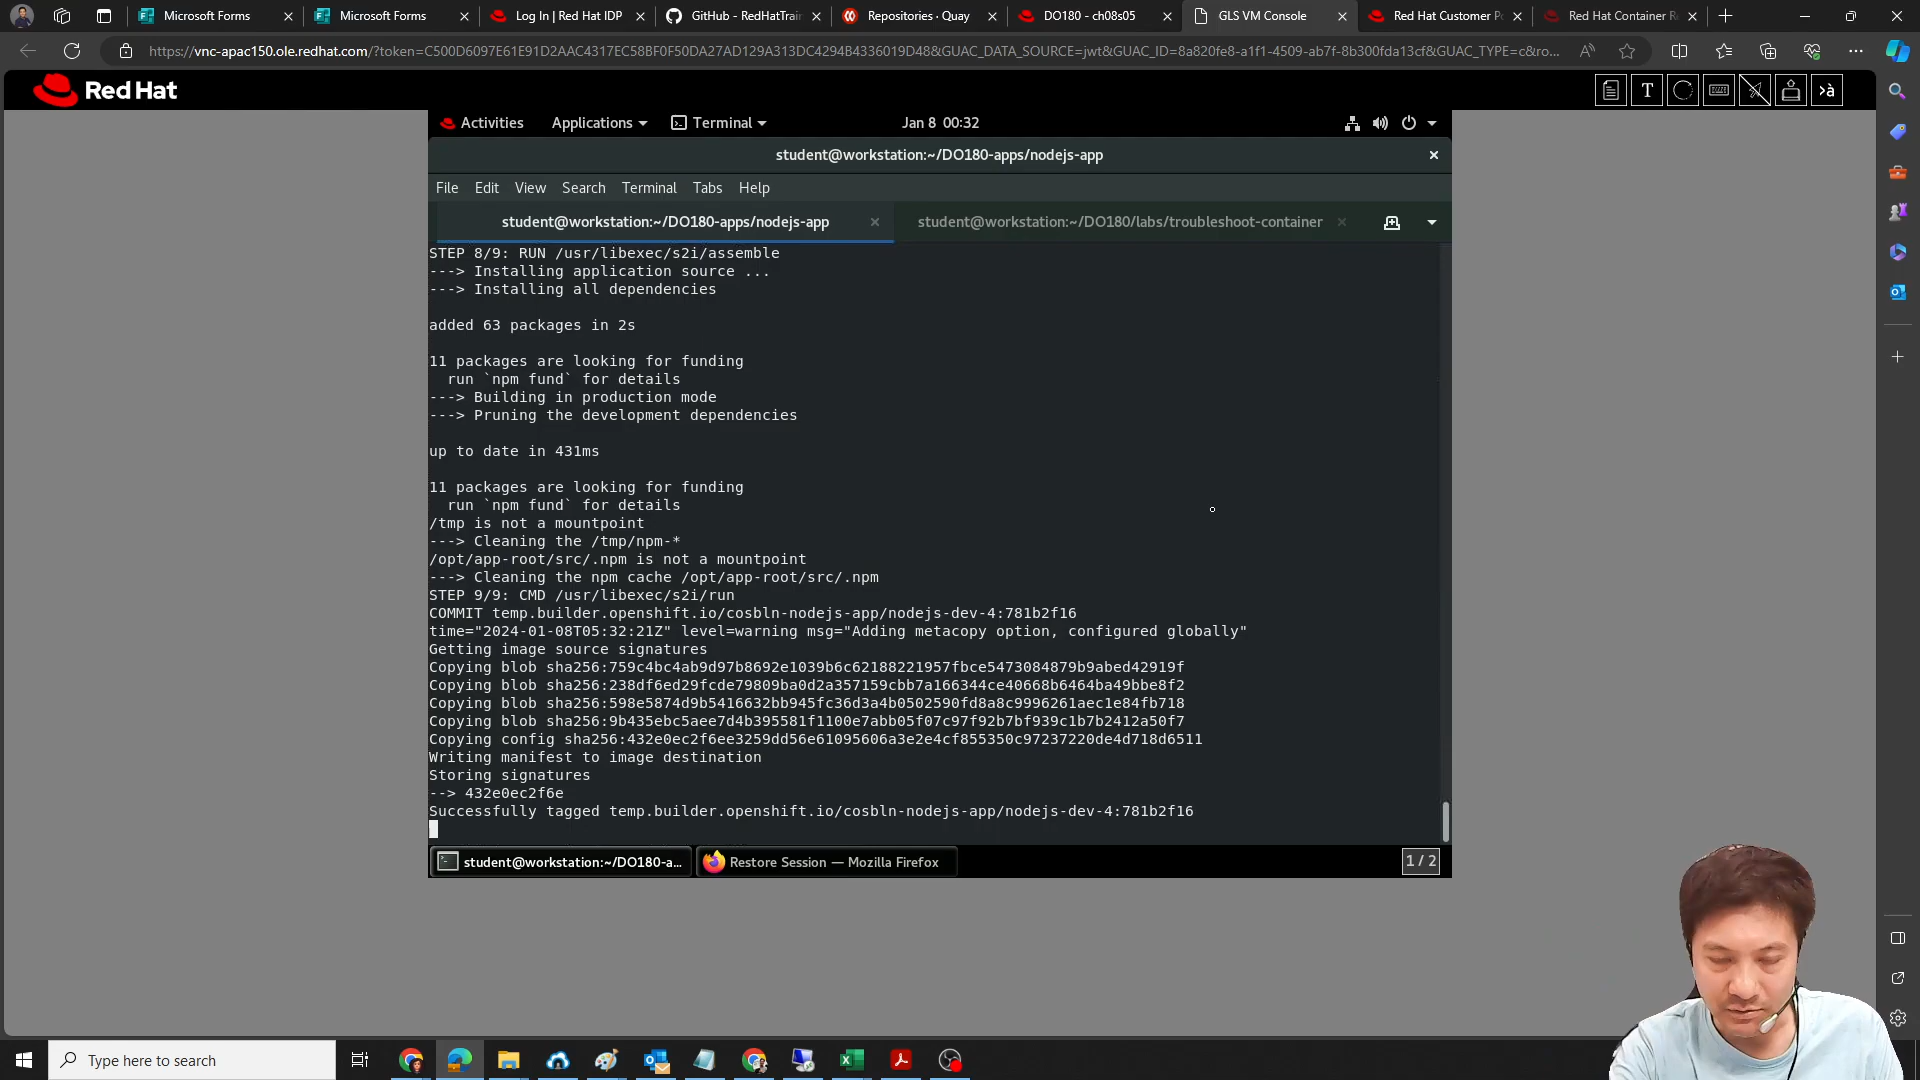 Microsoft Forms
Microsoft Forms
Log In | Red Hat IDP
GitHub - RedHatTrai
Repositories · Quay
DO180 - ch08s05
GLS VM Console
Red Hat Customer Po
Red Hat Container R
https://vnc-apac150.ole.redhat.com/?token=C500D6097E61E91D2AAC4317EC58BF0F50DA27AD129A313DC4294B4336019D48&GUAC_DATA_SOURCE=jwt&GUAC_ID=8a820fe8-a1f1-4509-ab7f-8b300fda13cf&GUAC_TYPE=c&ro...
Red Hat
Activities
Applications
Terminal
Jan 8 00:32
student@workstation:~/DO180-apps/nodejs-app
File Edit View Search Terminal Tabs Help
student@workstation:~/DO180-apps/nodejs-app
student@workstation:~/DO180/labs/troubleshoot-container
STEP 8/9: RUN /usr/libexec/s2i/assemble
---> Installing application source ...
---> Installing all dependencies
added 63 packages in 2s
11 packages are looking for funding
run `npm fund` for details
---> Building in production mode
---> Pruning the development dependencies
up to date in 431ms
11 packages are looking for funding
run `npm fund` for details
/tmp is not a mountpoint
---> Cleaning the /tmp/npm-*
/opt/app-root/src/.npm is not a mountpoint
---> Cleaning the npm cache /opt/app-root/src/.npm
STEP 9/9: CMD /usr/libexec/s2i/run
COMMIT temp.builder.openshift.io/cosbln-nodejs-app/nodejs-dev-4:781b2f16
time="2024-01-08T05:32:21Z" level=warning msg="Adding metacopy option, configured globally"
Getting image source signatures
Copying blob sha256:759c4bc4ab9d97b8692e1039b6c62188221957fbce5473084879b9abed42919f
Copying blob sha256:238df6ed29fcde79809ba0d2a357159cbb7a166344ce40668b6464ba49bbe8f2
Copying blob sha256:598e5874d9b5416632bb945fc36d3a4b0502590fd8a8c9996261aec1e84fb718
Copying blob sha256:9b435ebc5aee7d4b395581f1100e7abb05f07c97f92b7bf939c1b7b2412a50f7
Copying config sha256:432e0ec2f6ee3259dd56e61095606a3e2e4cf855350c97237220de4d718d6511
Writing manifest to image destination
Storing signatures
--> 432e0ec2f6e
Successfully tagged temp.builder.openshift.io/cosbln-nodejs-app/nodejs-dev-4:781b2f16
student@workstation:~/DO180-a...
Restore Session — Mozilla Firefox
1 / 2
Type here to search